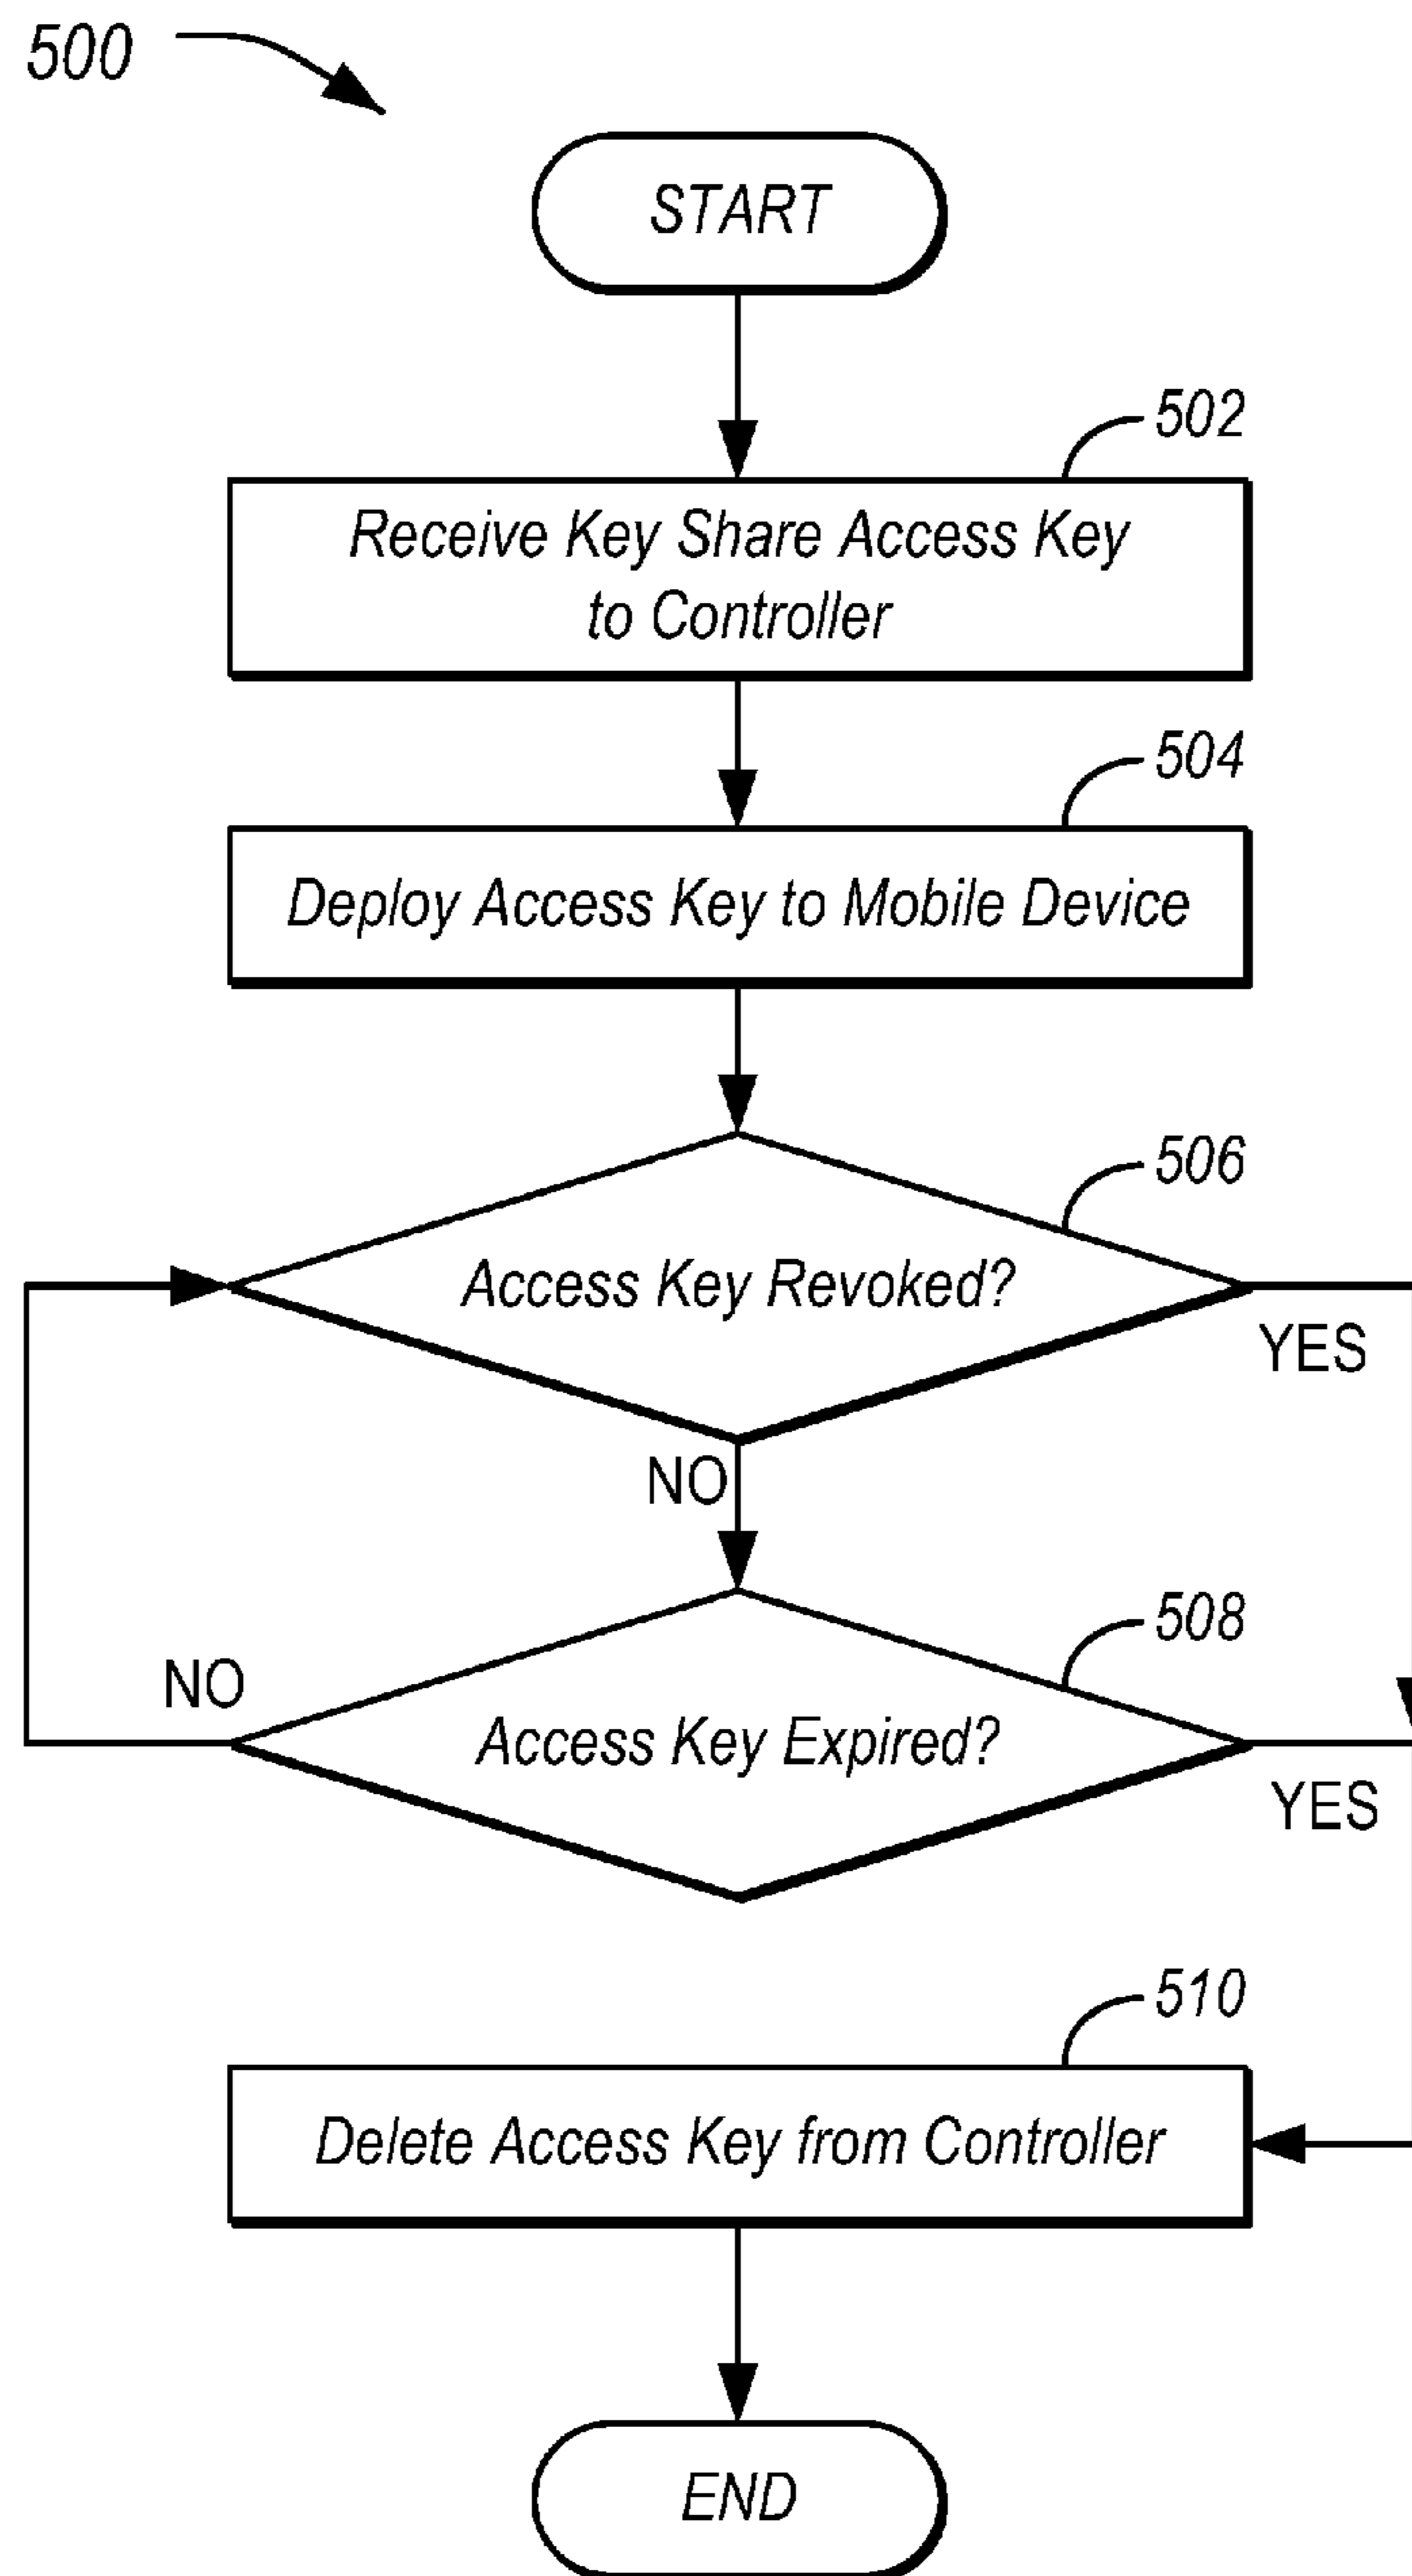 500
START
502
Receive Key Share Access Key
to Controller
504
Deploy Access Key to Mobile Device
506
Access Key Revoked?
YES
NO
508
NO
Access Key Expired?
YES
510
Delete Access Key from Controller
END